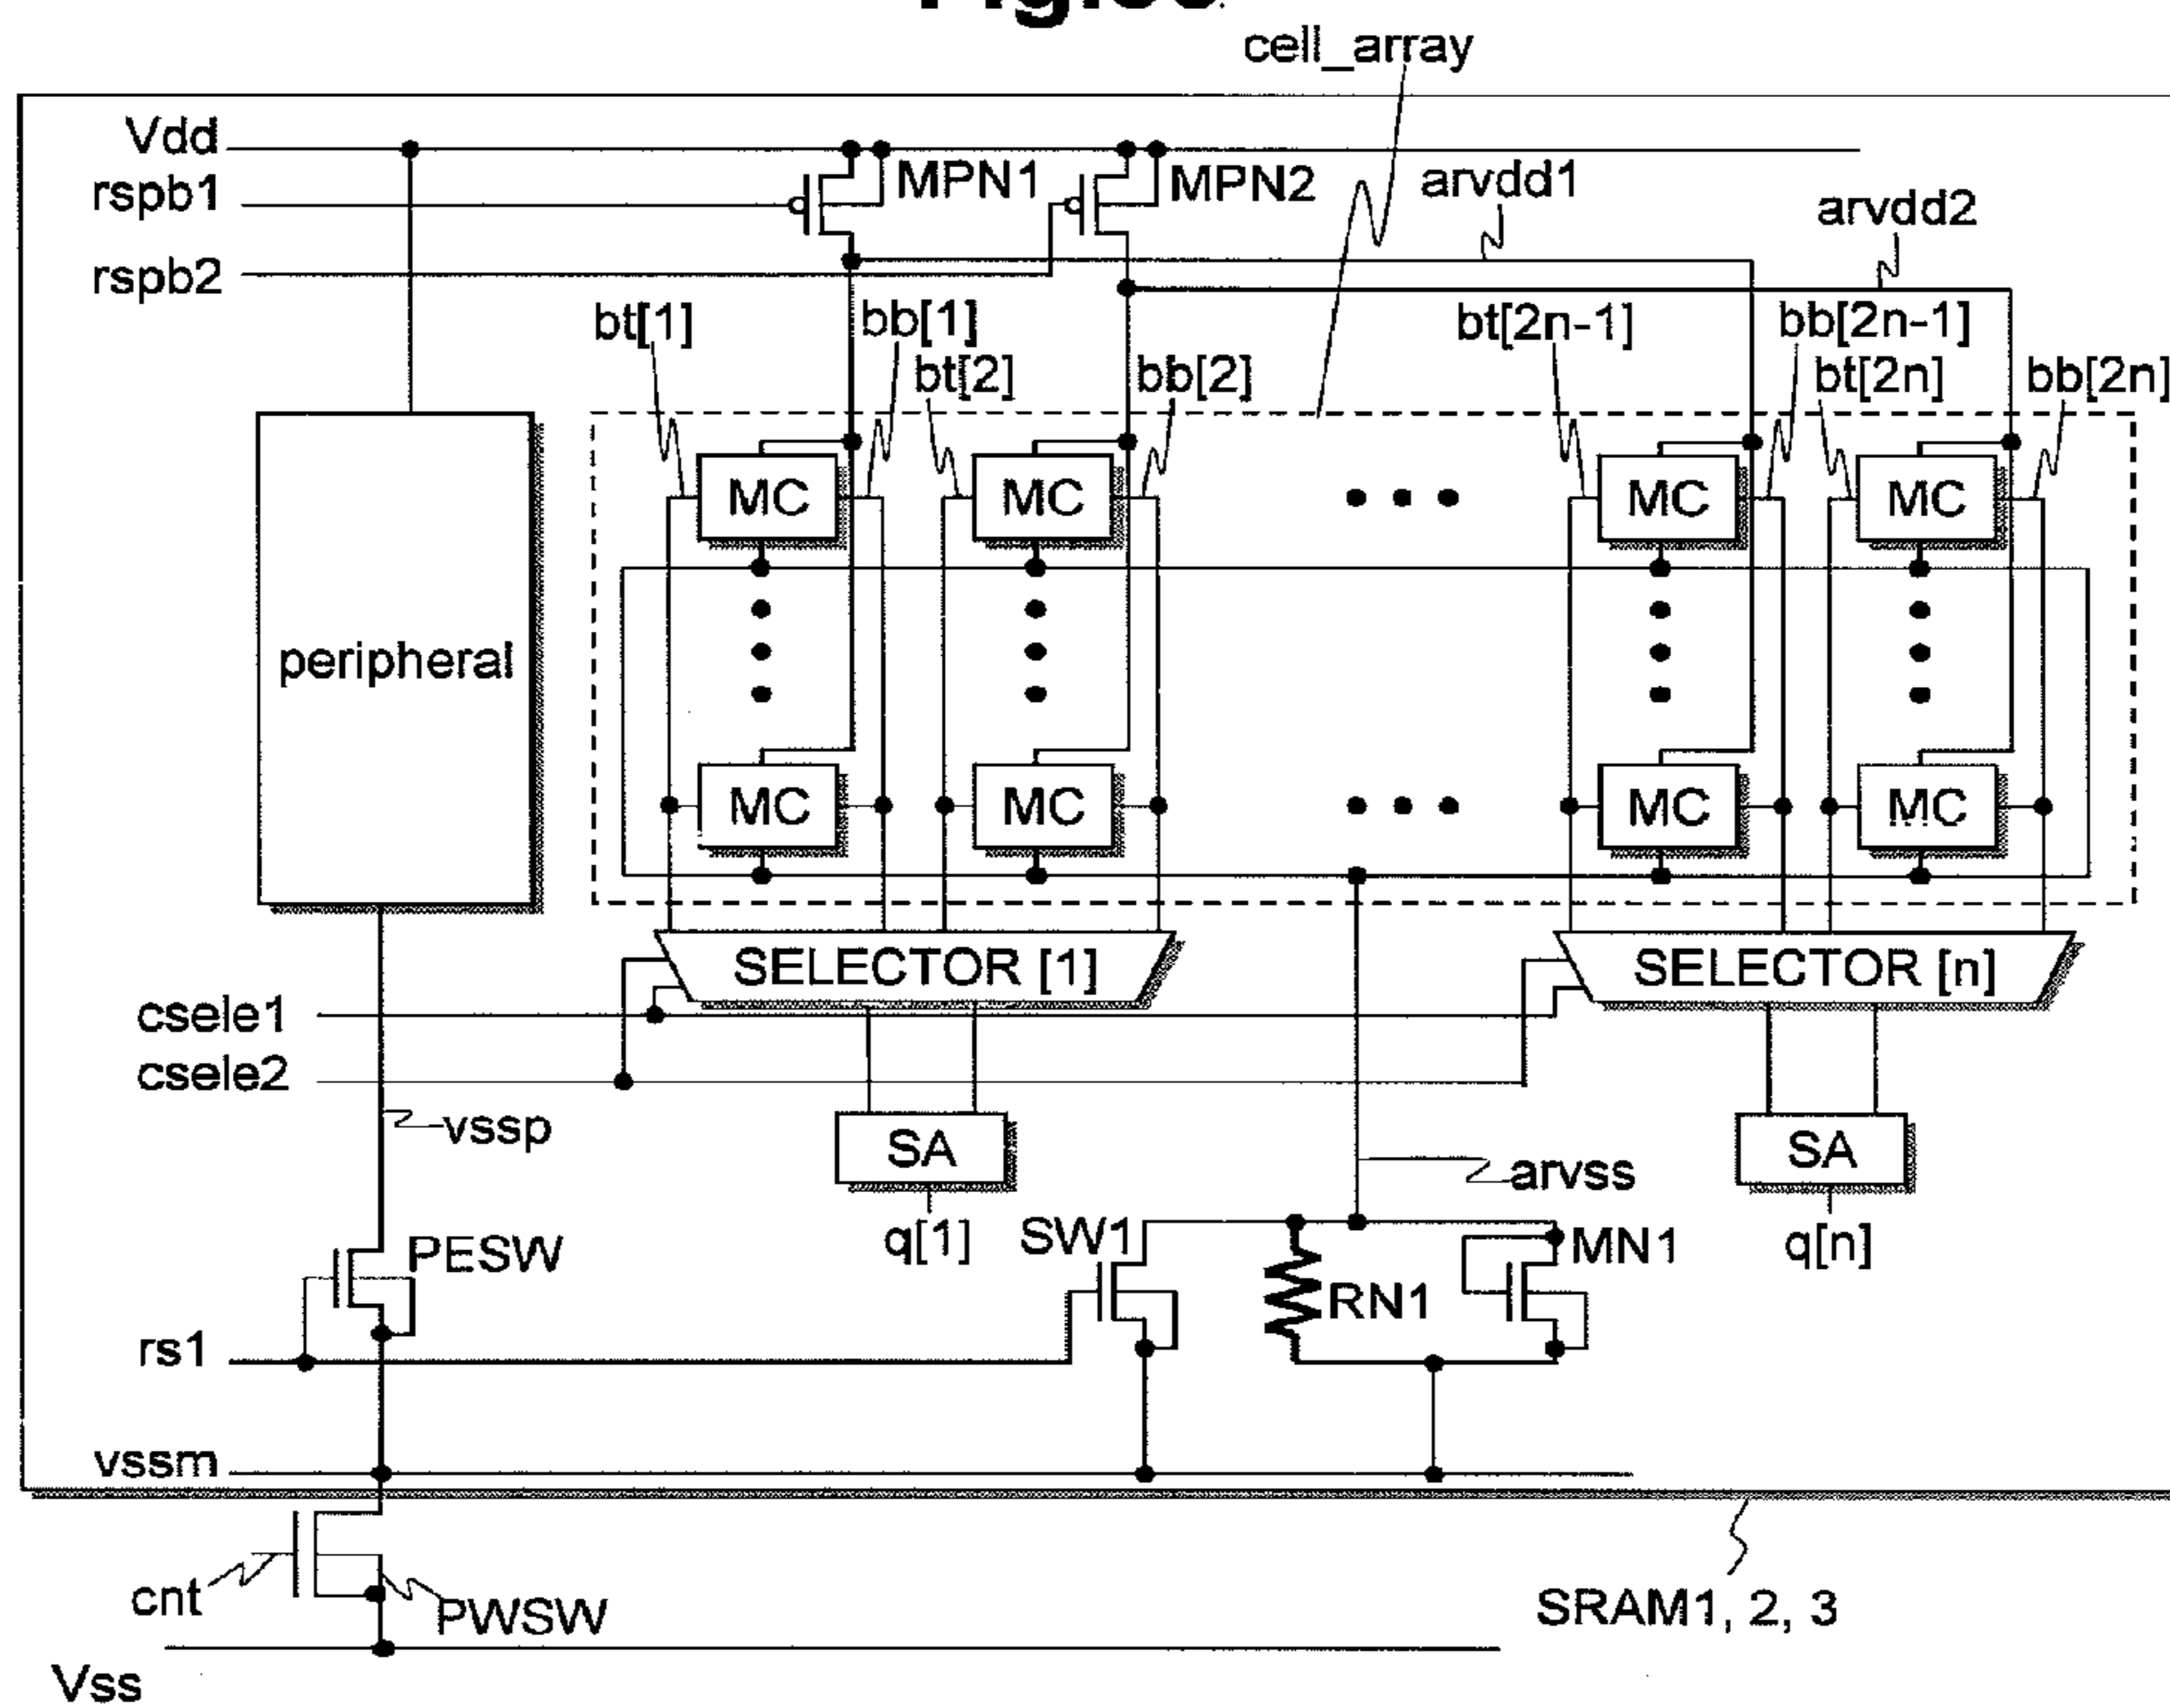 cell_array
Vdd
MPN1
MPN2
arvdd1
arvdd2
rspb1
rspb2
bt[1]
bb[1]
bt[2]
bb[2]
bt[2n-1]
bb[2n-1]
bt[2n]
bb[2n]
MC
MC
MC
MC
peripheral
MC
MC
MC
MC
SELECTOR [1]
SELECTOR [n]
csele1
csele2
vssp
SA
SA
arvss
q[1]
q[n]
PESW
SW1
RN1
MN1
rs1
vssm
cnt
PWSW
SRAM1, 2, 3
Vss